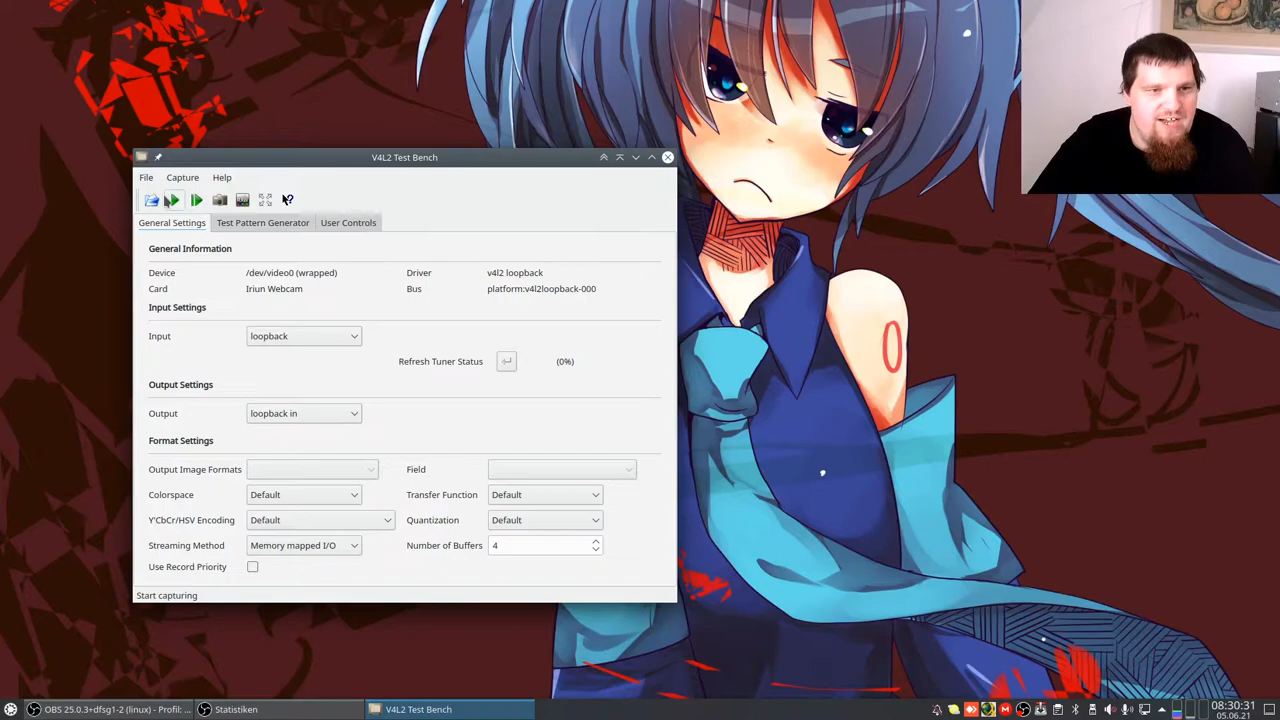 V4L2 Test Bench
File Capture Help
General Settings Test Pattern Generator User Controls
General Information
Device /dev/video0 (wrapped) Driver v4l2 loopback
Card Iriun Webcam Bus platform:v4l2loopback-000
Input Settings
Input loopback
Refresh Tuner Status (0%)
Output Settings
Output loopback in
Format Settings
Output Image Formats Field
Colorspace Default Transfer Function Default
Y'CbCr/HSV Encoding Default Quantization Default
Streaming Method Memory mapped I/O Number of Buffers 4
Use Record Priority
Start capturing
0
OBS 25.0.3+dfsg1-2 (linux) - Profil: ... Statistiken V4L2 Test Bench 08:30:31
05.06.21